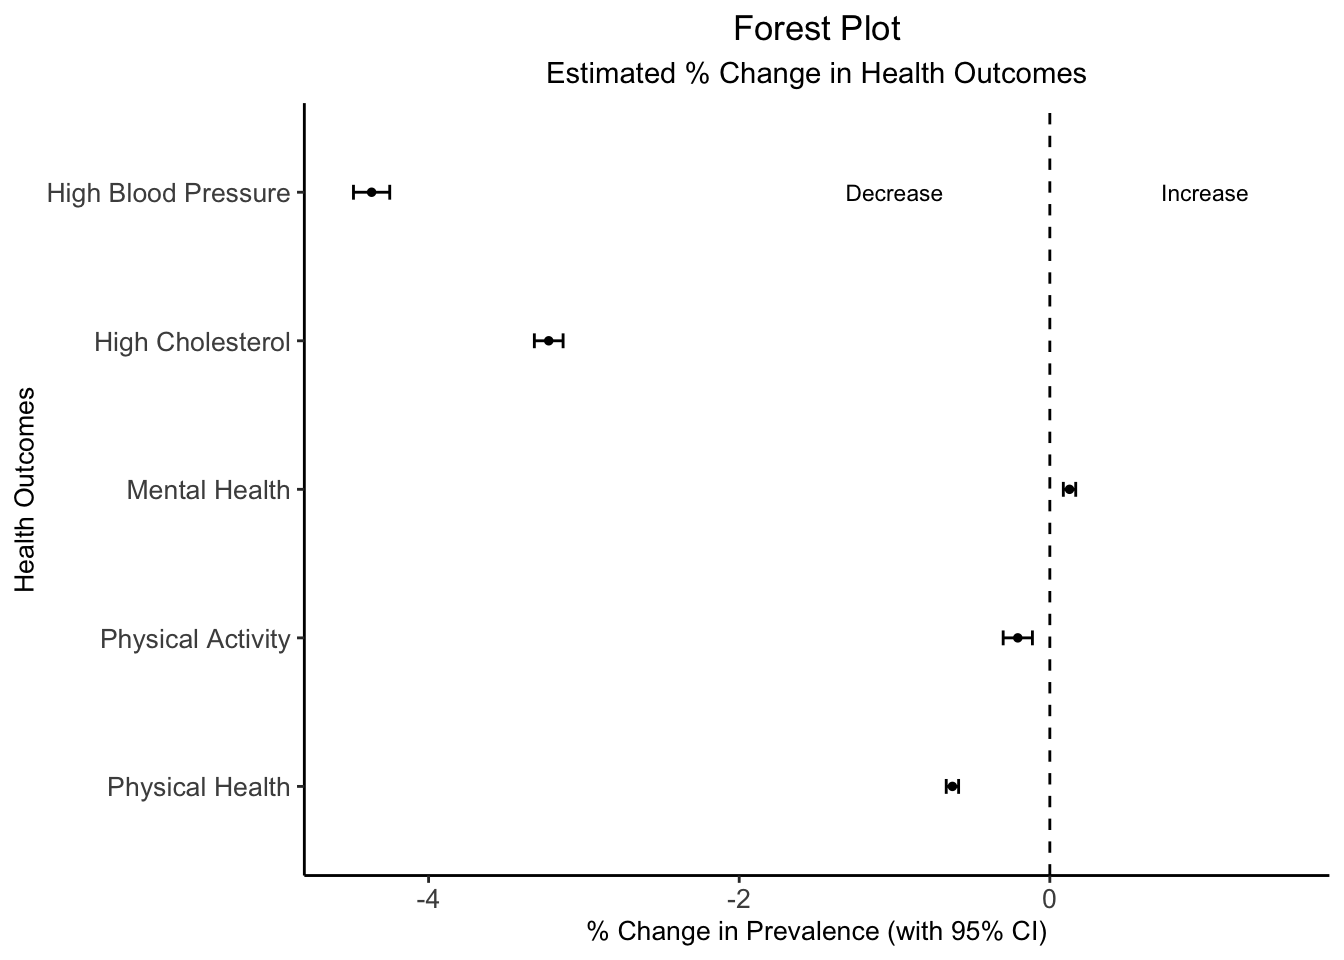 Forest Plot
Estimated % Change in Health Outcomes
High Blood Pressure
Decrease
Increase
High Cholesterol
Mental Health
Physical Activity
Physical Health
Health Outcomes
-4
-2
0
% Change in Prevalence (with 95% CI)